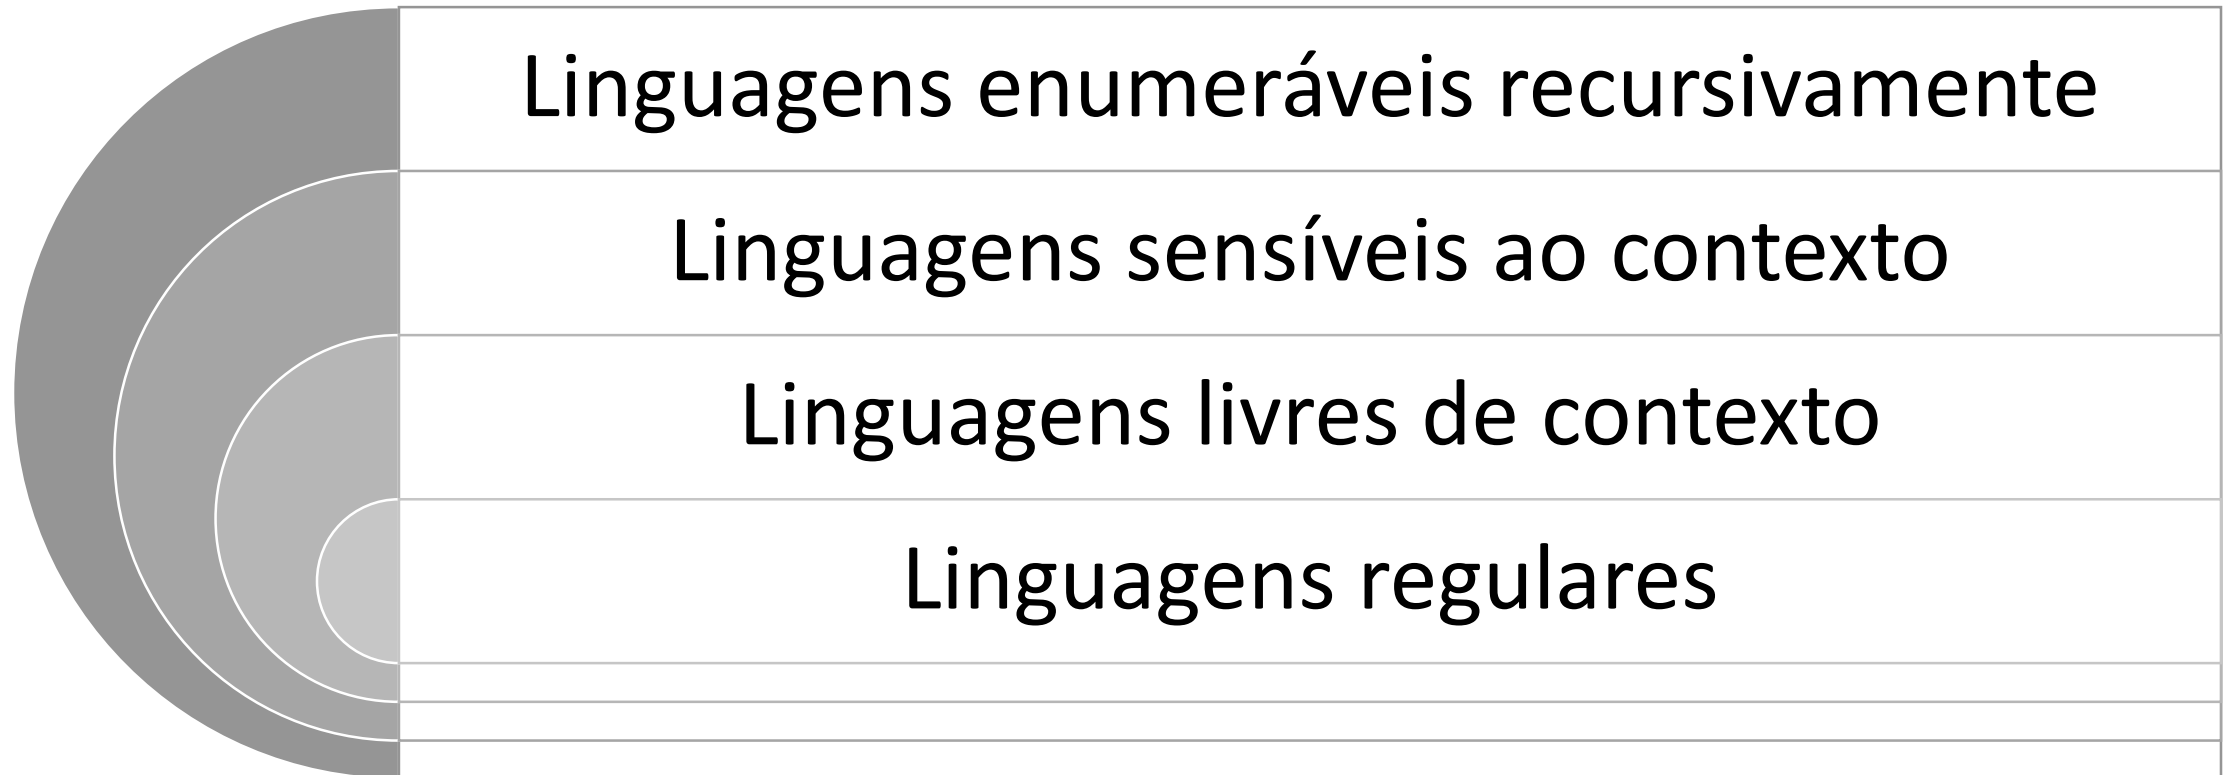 Linguagens enumeráveis recursivamente
Linguagens sensíveis ao contexto
Linguagens livres de contexto
Linguagens regulares